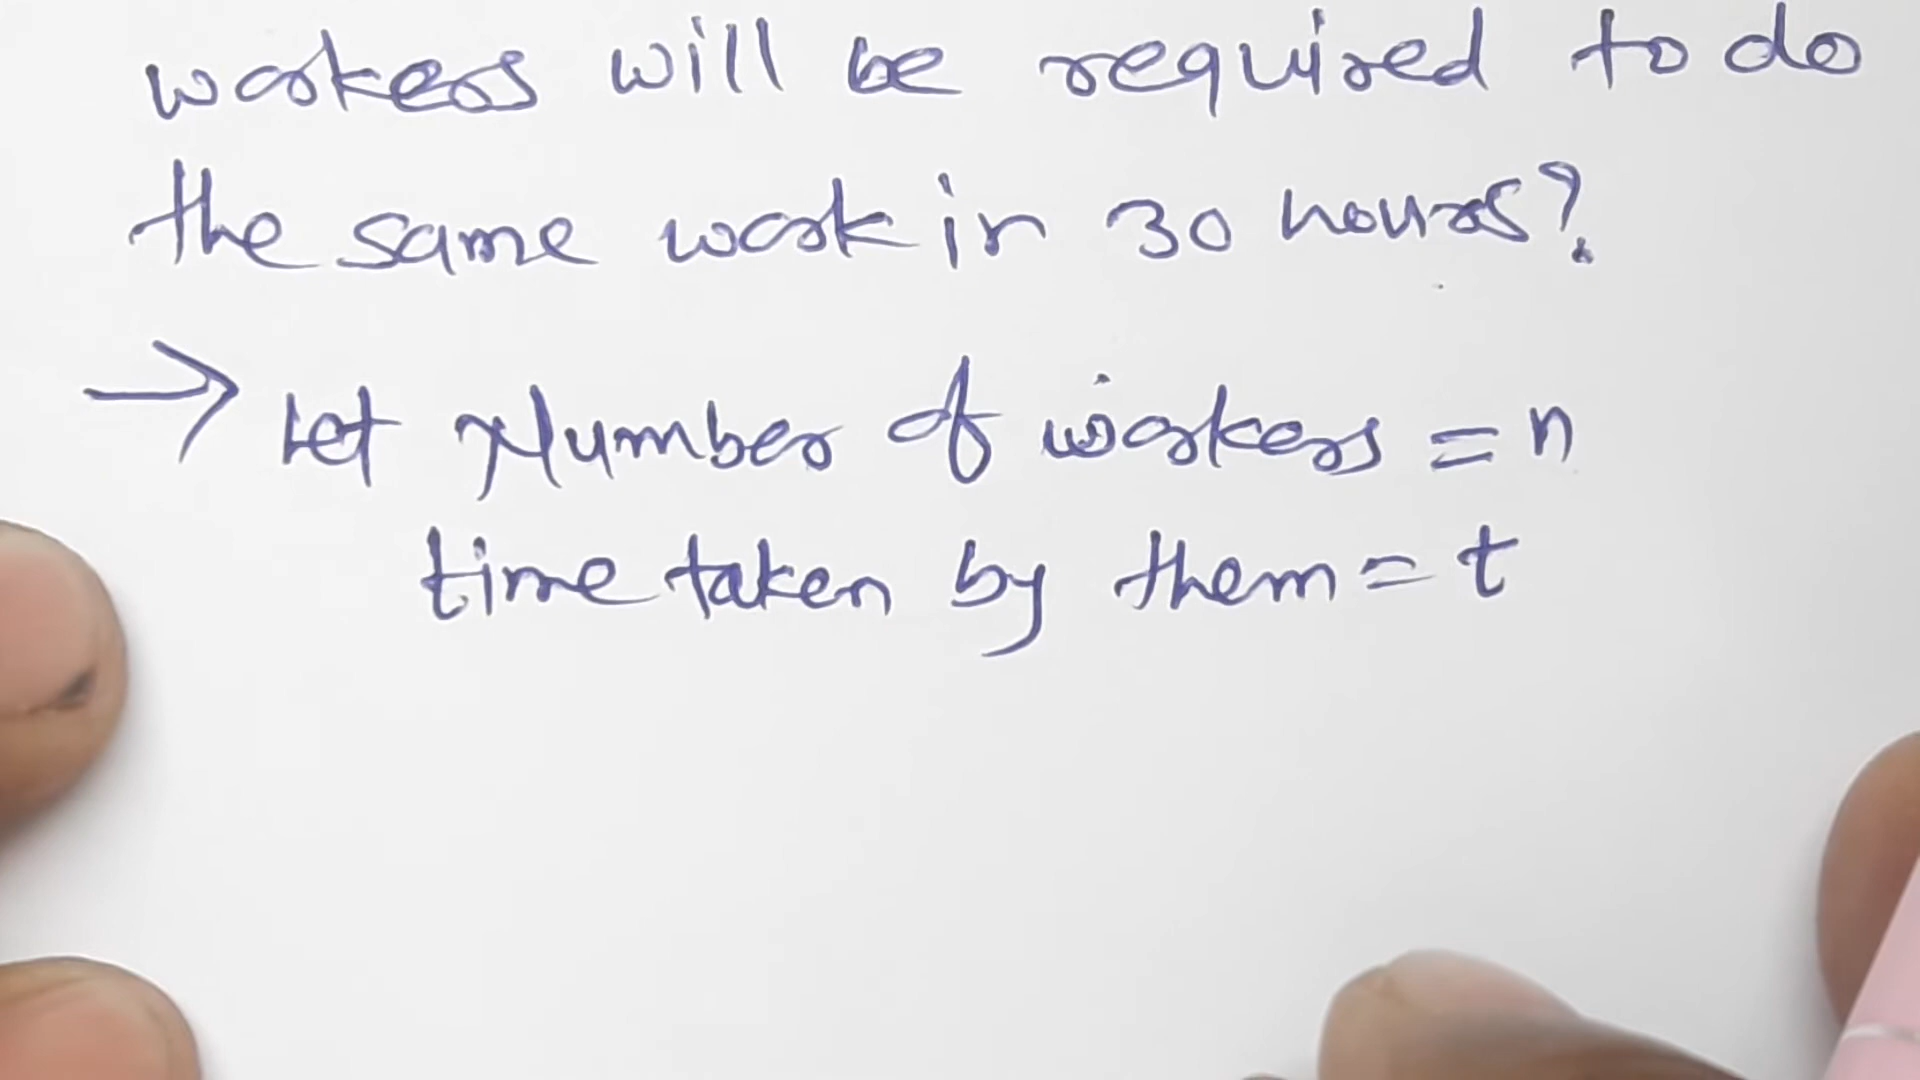 workers will be required to do
the same work in 30 hours?
→ Let Number of workers = n
time taken by them = t